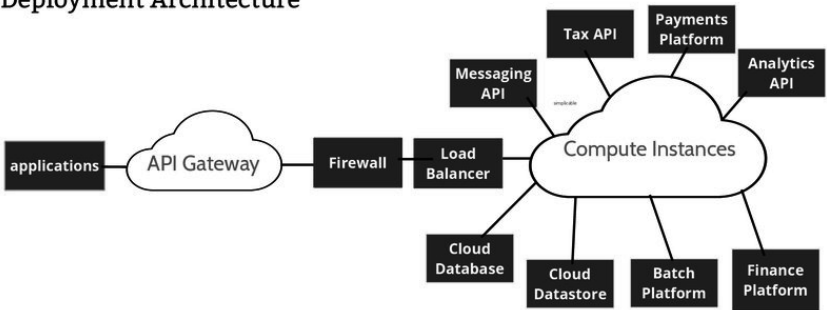 Deployment Architecture
Tax API
Payments
Platform
Messaging
API
Analytics
API
applications
API Gateway
Firewall
Load
Balancer
Compute Instances
Cloud
Database
Cloud
Datastore
Batch
Platform
Finance
Platform